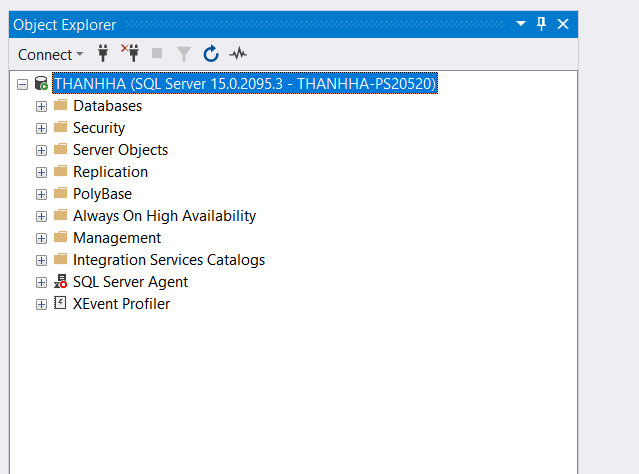 Object Explorer
Connect
THANHHA (SQL Server 15.0.2095.3 - THANHHA-PS20520)
Databases
Security
Server Objects
Replication
PolyBase
Always On High Availability
Management
Integration Services Catalogs
SQL Server Agent
XEvent Profiler